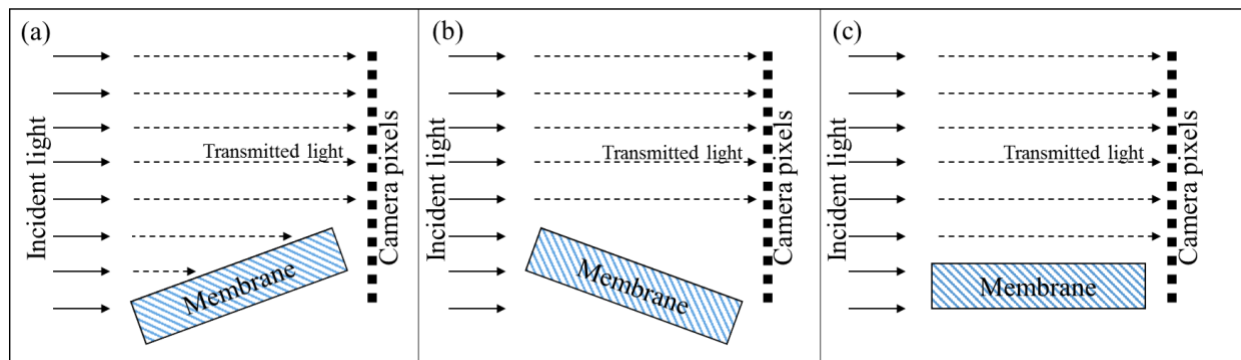 (a)
Incident light
Transmitted light
Membrane
Camera pixels
(b)
Incident light
Transmitted light
Membrane
Camera pixels
(c)
Incident light
Transmitted light
Membrane
Camera pixels